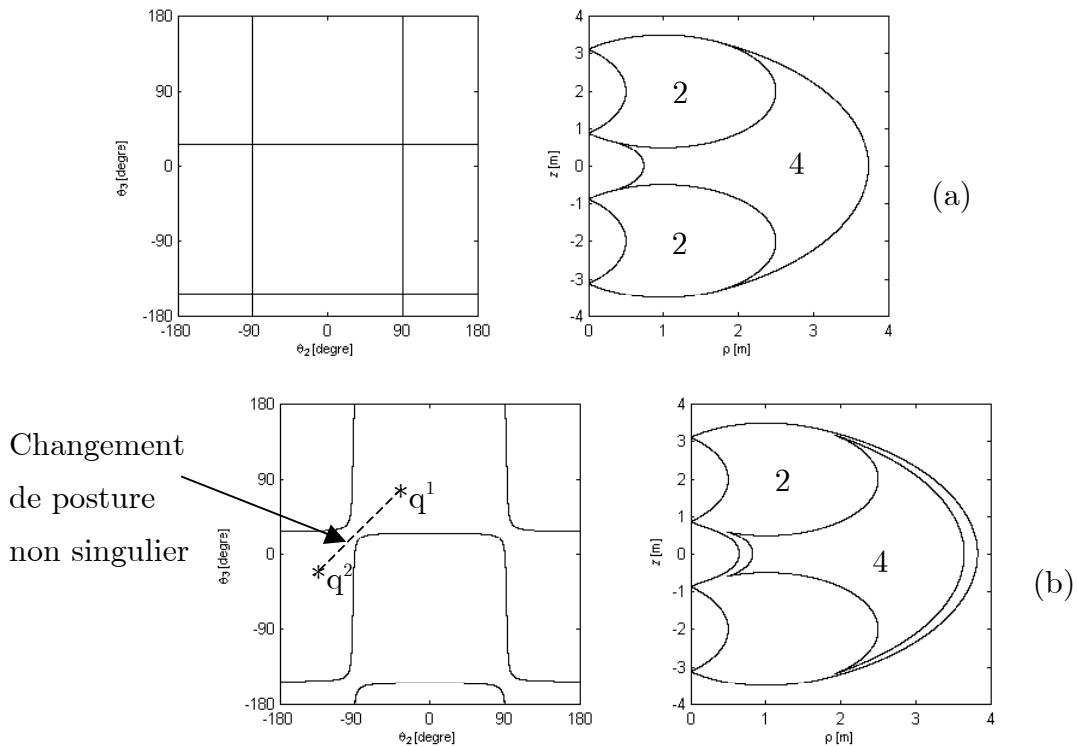 180
90
0
-90
-180
-180 -90 0 90 180
θ3 [degre]
θ2 [degre]
4
3
2
1
0
-1
-2
-3
-4
0 1 2 3 4
z [m]
ρ [m]
2
4
2
(a)
Changement
de posture
non singulier
180
90
0
-90
-180
-180 -90 0 90 180
θ3 [degre]
θ2 [degre]
*q1
*q2
4
3
2
1
0
-1
-2
-3
-4
0 1 2 3 4
z [m]
ρ [m]
2
4
(b)